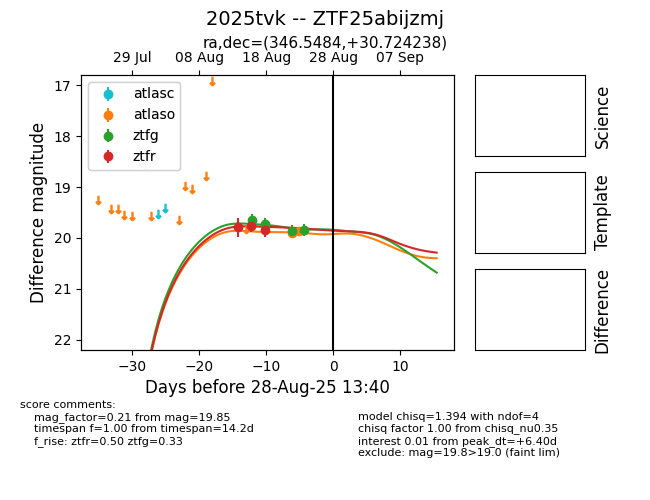 2025tvk -- ZTF25abijzmj
ra,dec=(346.5484,+30.724238)
29 Jul 08 Aug 18 Aug 28 Aug 07 Sep
atlasc
atlaso
ztfg
ztfr
17
18
19
20
21
22
Difference magnitude
−30 −20 −10 0 10
Days before 28-Aug-25 13:40
Science
Template
Difference
score comments:
mag_factor=0.21 from mag=19.85
timespan f=1.00 from timespan=14.2d
f_rise: ztfr=0.50 ztfg=0.33
model chisq=1.394 with ndof=4
chisq factor 1.00 from chisq_nu0.35
interest 0.01 from peak_dt=+6.40d
exclude: mag=19.8>19.0 (faint lim)